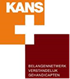 KANS
BELANGENNETWERK
VERSTANDELIJK
GEHANDICAPTEN